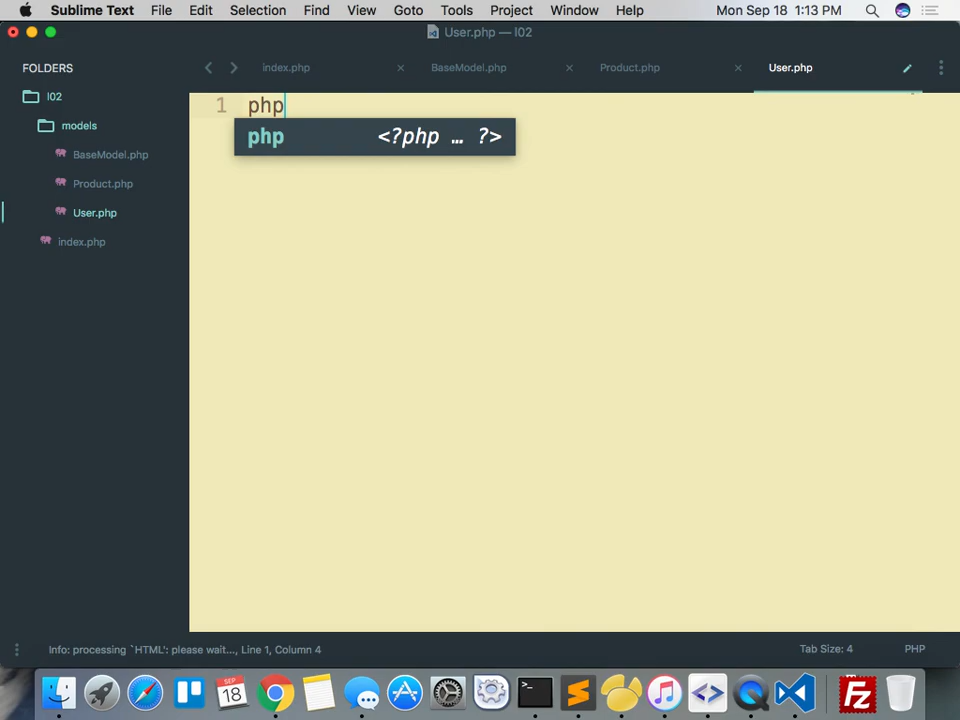 Sublime Text File Edit Selection Find View Goto Tools Project Window Help Mon Sep 18 1:13 PM
User.php — l02
FOLDERS
l02
models
BaseModel.php
Product.php
User.php
index.php
index.php × BaseModel.php × Product.php × User.php
1 php
php <?php … ?>
Info: processing `HTML': please wait..., Line 1, Column 4 Tab Size: 4 PHP
SEP
18
>_
Fz